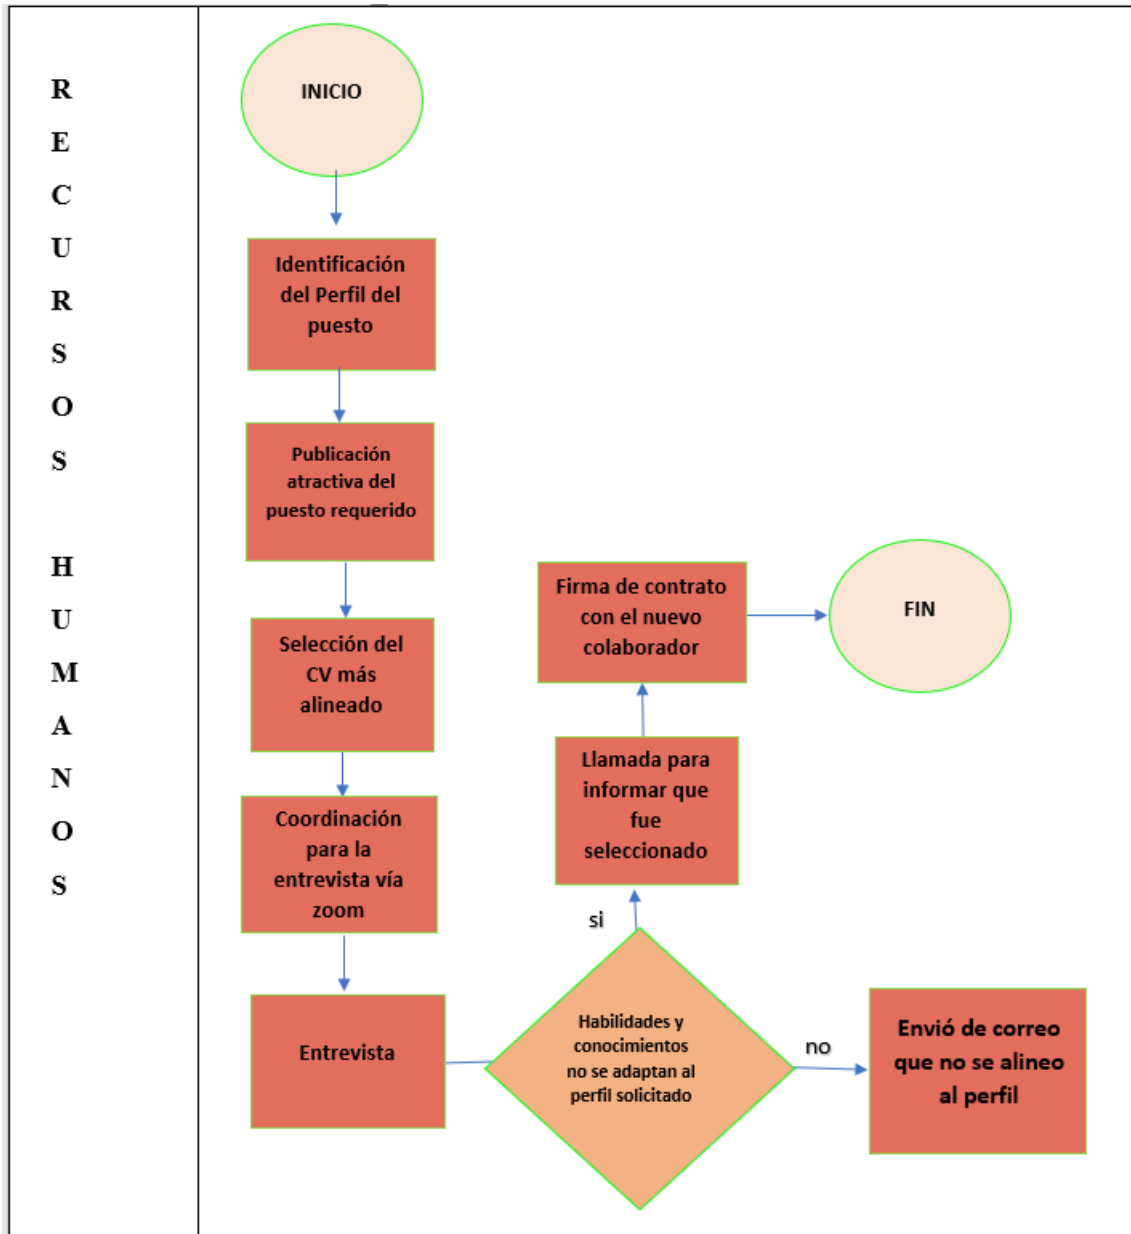 R
E
C
U
R
S
O
S
H
U
M
A
N
O
S
INICIO
Identificación
del Perfil del
puesto
Publicación
atractiva del
puesto requerido
Selección del
CV más
alineado
Coordinación
para la
entrevista vía
zoom
Entrevista
Habilidades y
conocimientos
no se adaptan al
perfil solicitado
si
Llamada para
informar que
fue
seleccionado
Firma de contrato
con el nuevo
colaborador
FIN
no
Envió de correo
que no se alineo
al perfil